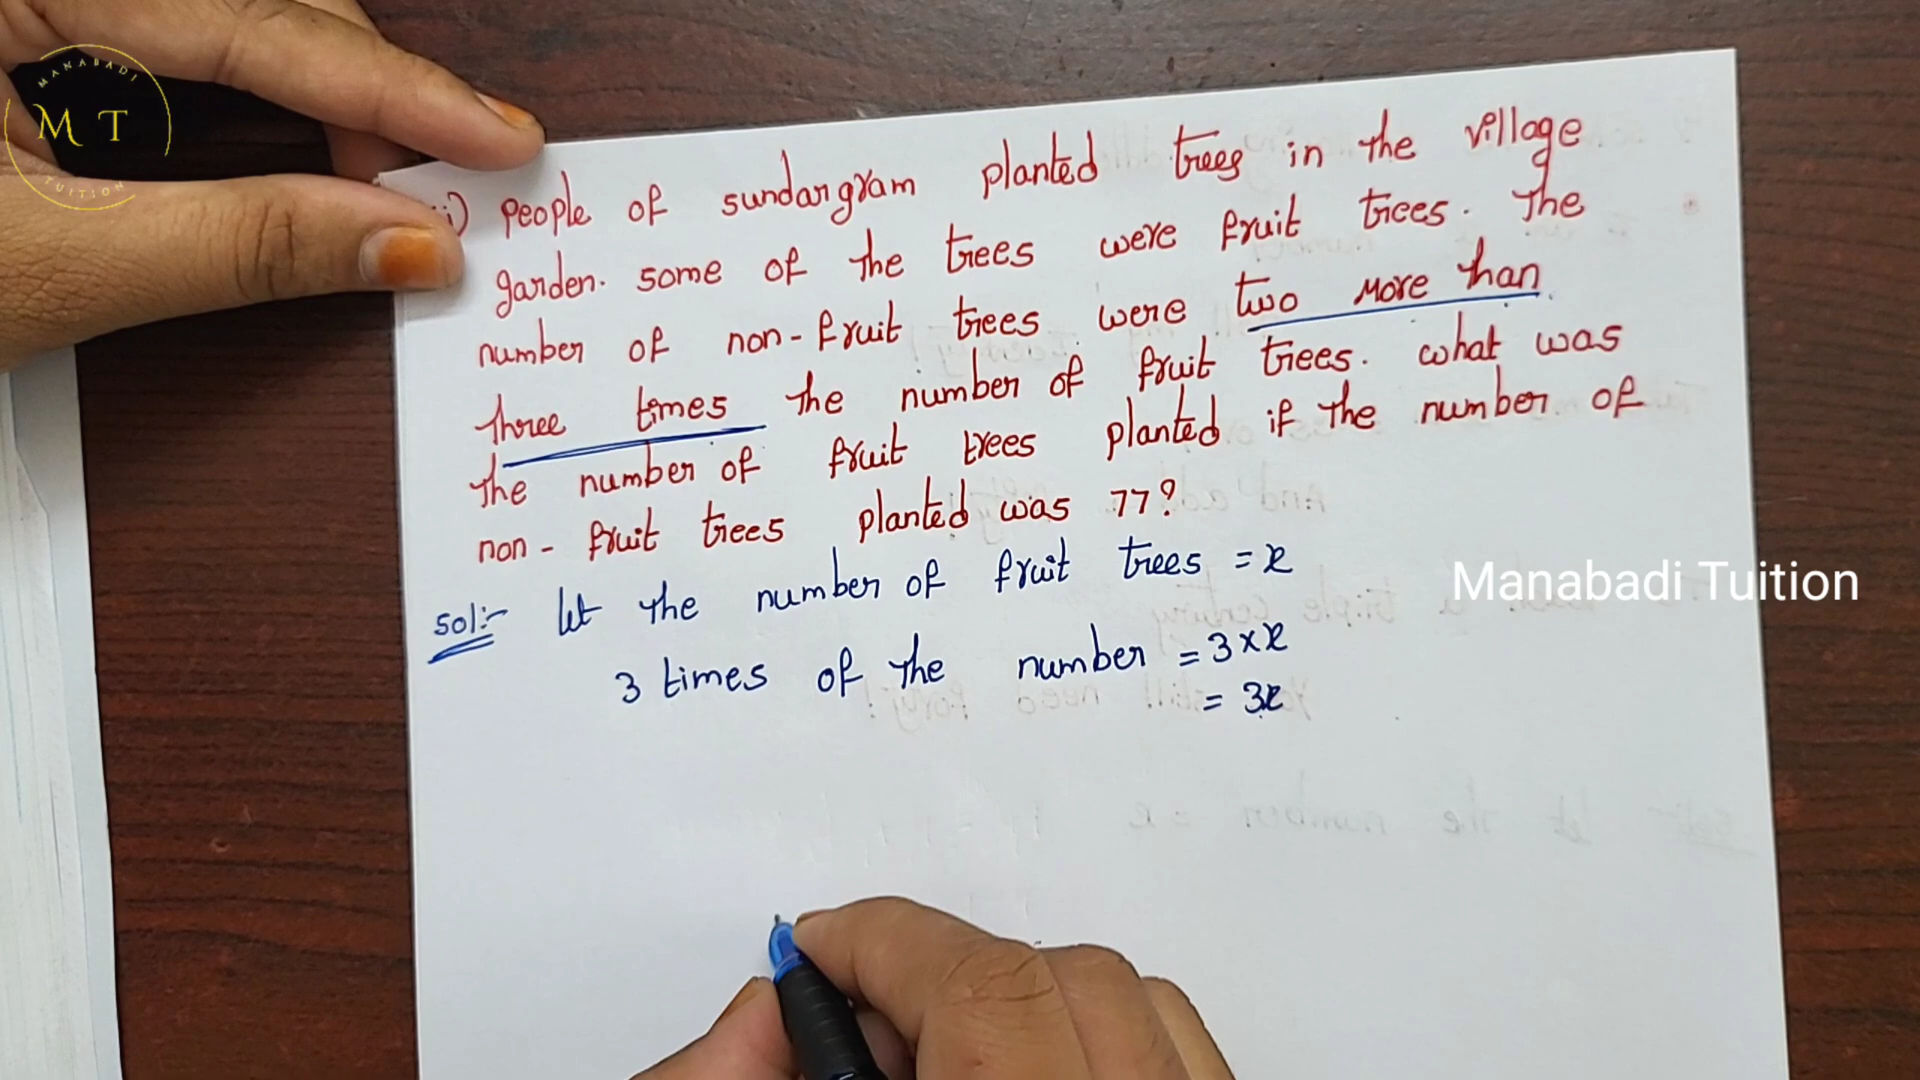 MANABADI
M T
TUITION
i) people of sundargram planted trees in the village
garden. some of the trees were fruit trees. The
number of non-fruit trees were two more than
three times the number of fruit trees. what was
the number of fruit trees planted if the number of
non-fruit trees planted was 77?
Sol:- let the number of fruit trees = x
3 times of the number = 3×x
= 3x
Manabadi Tuition